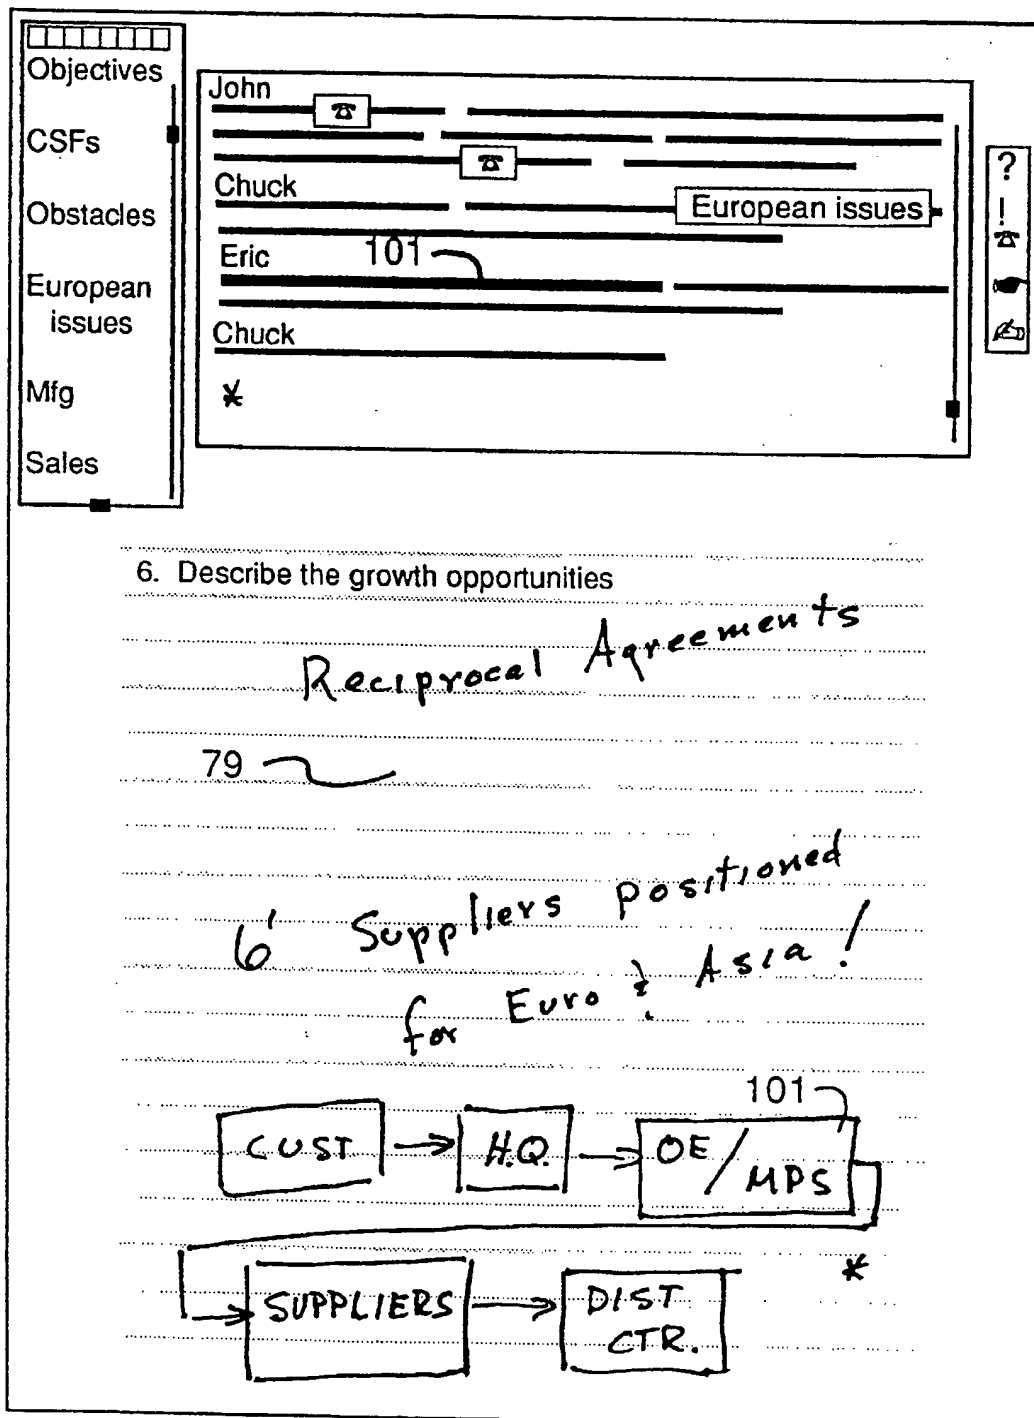 Objectives
CSFs
Obstacles
European
issues
Mfg
Sales
John
Chuck
European issues
Eric
101
Chuck
*
?
!
6. Describe the growth opportunities
Reciprocal Agreements
79
6' Suppliers positioned
for Euro & Asia!
101
CUST
H.Q.
OE/MPS
*
SUPPLIERS
DIST
CTR.